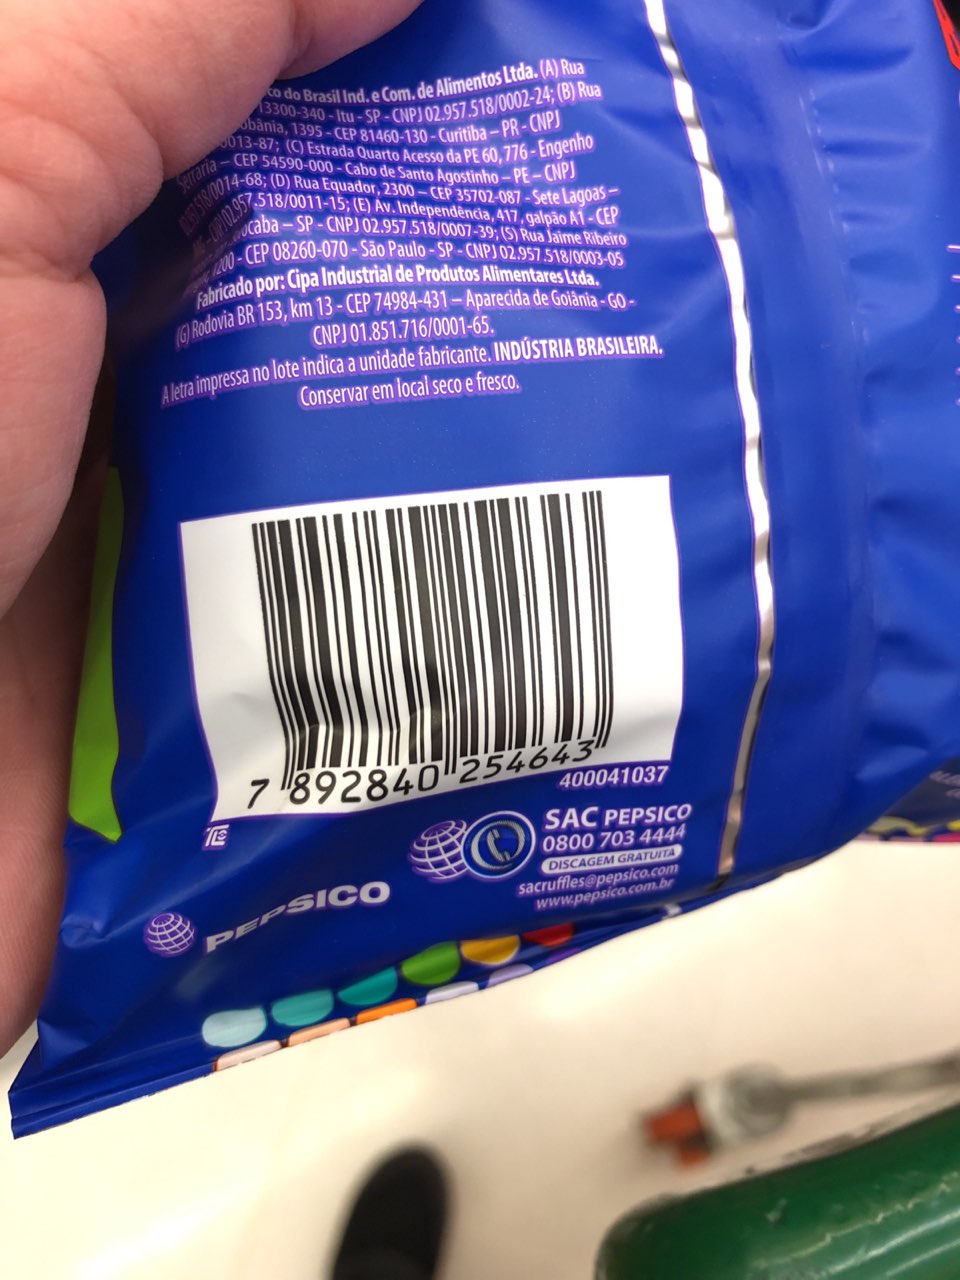 co do Brasil Ind. e Com. de Alimentos Ltda. (A) Rua
13300-340 - Itu - SP - CNPJ 02.957.518/0002-24; (B) Rua
1395 - CEP 81460-130 - Curitiba – PR - CNPJ
013-87; (C) Estrada Quarto Acesso da PE 60, 776 - Engenho
Serraria – CEP 54590-000 - Cabo de Santo Agostinho – PE – CNPJ
518/0014-68; (D) Rua Equador, 2300 – CEP 35702-087 - Sete Lagoas –
CNPJ 02.957.518/0011-15; (E) Av. Independência, 417, galpão A1 - CEP
ocaba – SP - CNPJ 02.957.518/0007-39; (S) Rua Jaime Ribeiro
1200 - CEP 08260-070 - São Paulo - SP - CNPJ 02.957.518/0003-05
Fabricado por: Cipa Industrial de Produtos Alimentares Ltda.
(G) Rodovia BR 153, km 13 - CEP 74984-431 – Aparecida de Goiânia - GO -
CNPJ 01.851.716/0001-65.
A letra impressa no lote indica a unidade fabricante. INDÚSTRIA BRASILEIRA.
Conservar em local seco e fresco.
7 892840 254643
400041037
SAC PEPSICO
0800 703 4444
DISCAGEM GRATUITA
sacruffles@pepsico.com
www.pepsico.com.br
PEPSICO